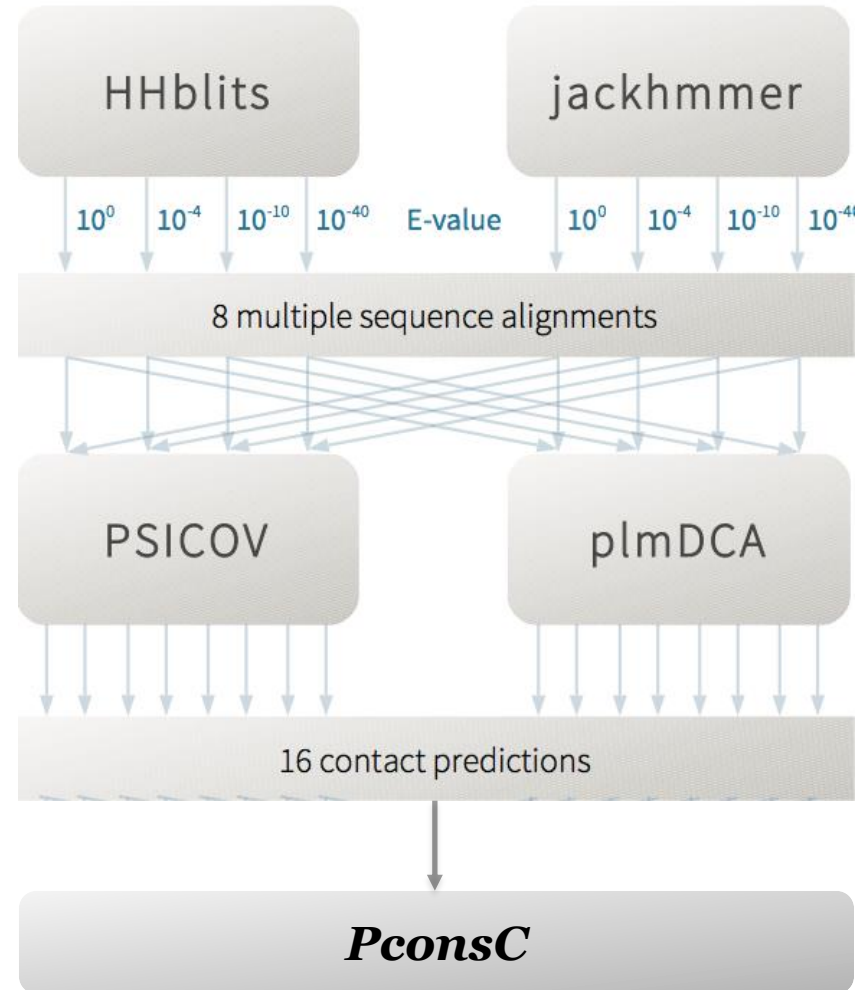 HHblits jackhmmer
10⁰ 10⁻⁴ 10⁻¹⁰ 10⁻⁴⁰ E-value 10⁰ 10⁻⁴ 10⁻¹⁰ 10⁻⁴⁰
8 multiple sequence alignments
PSICOV plmDCA
16 contact predictions
PconsC